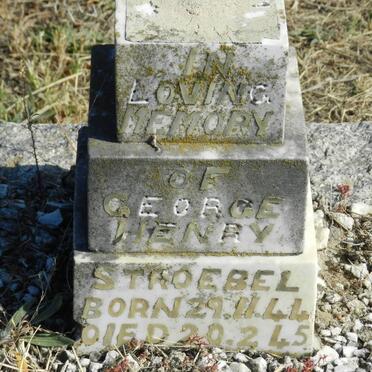 IN
LOVING
MEMORY
OF
GEORGE
HENRY
STROEBEL
BORN 29.11.44
DIED 20.2.45